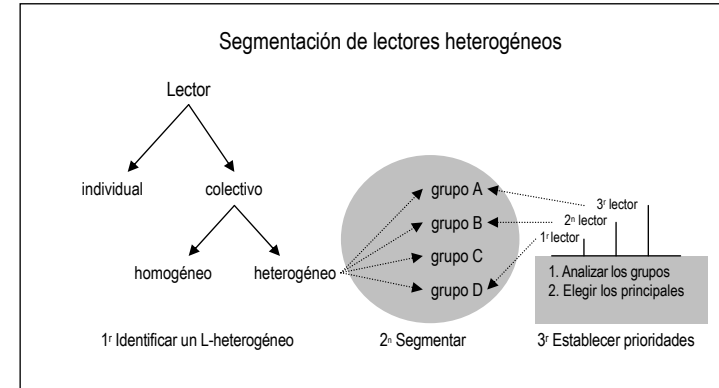 Segmentación de lectores heterogéneos
Lector
individual
colectivo
homogéneo
heterogéneo
grupo A
grupo B
grupo C
grupo D
3ʳ lector
2ⁿ lector
1ʳ lector
1. Analizar los grupos
2. Elegir los principales
1ʳ Identificar un L-heterogéneo
2ⁿ Segmentar
3ʳ Establecer prioridades